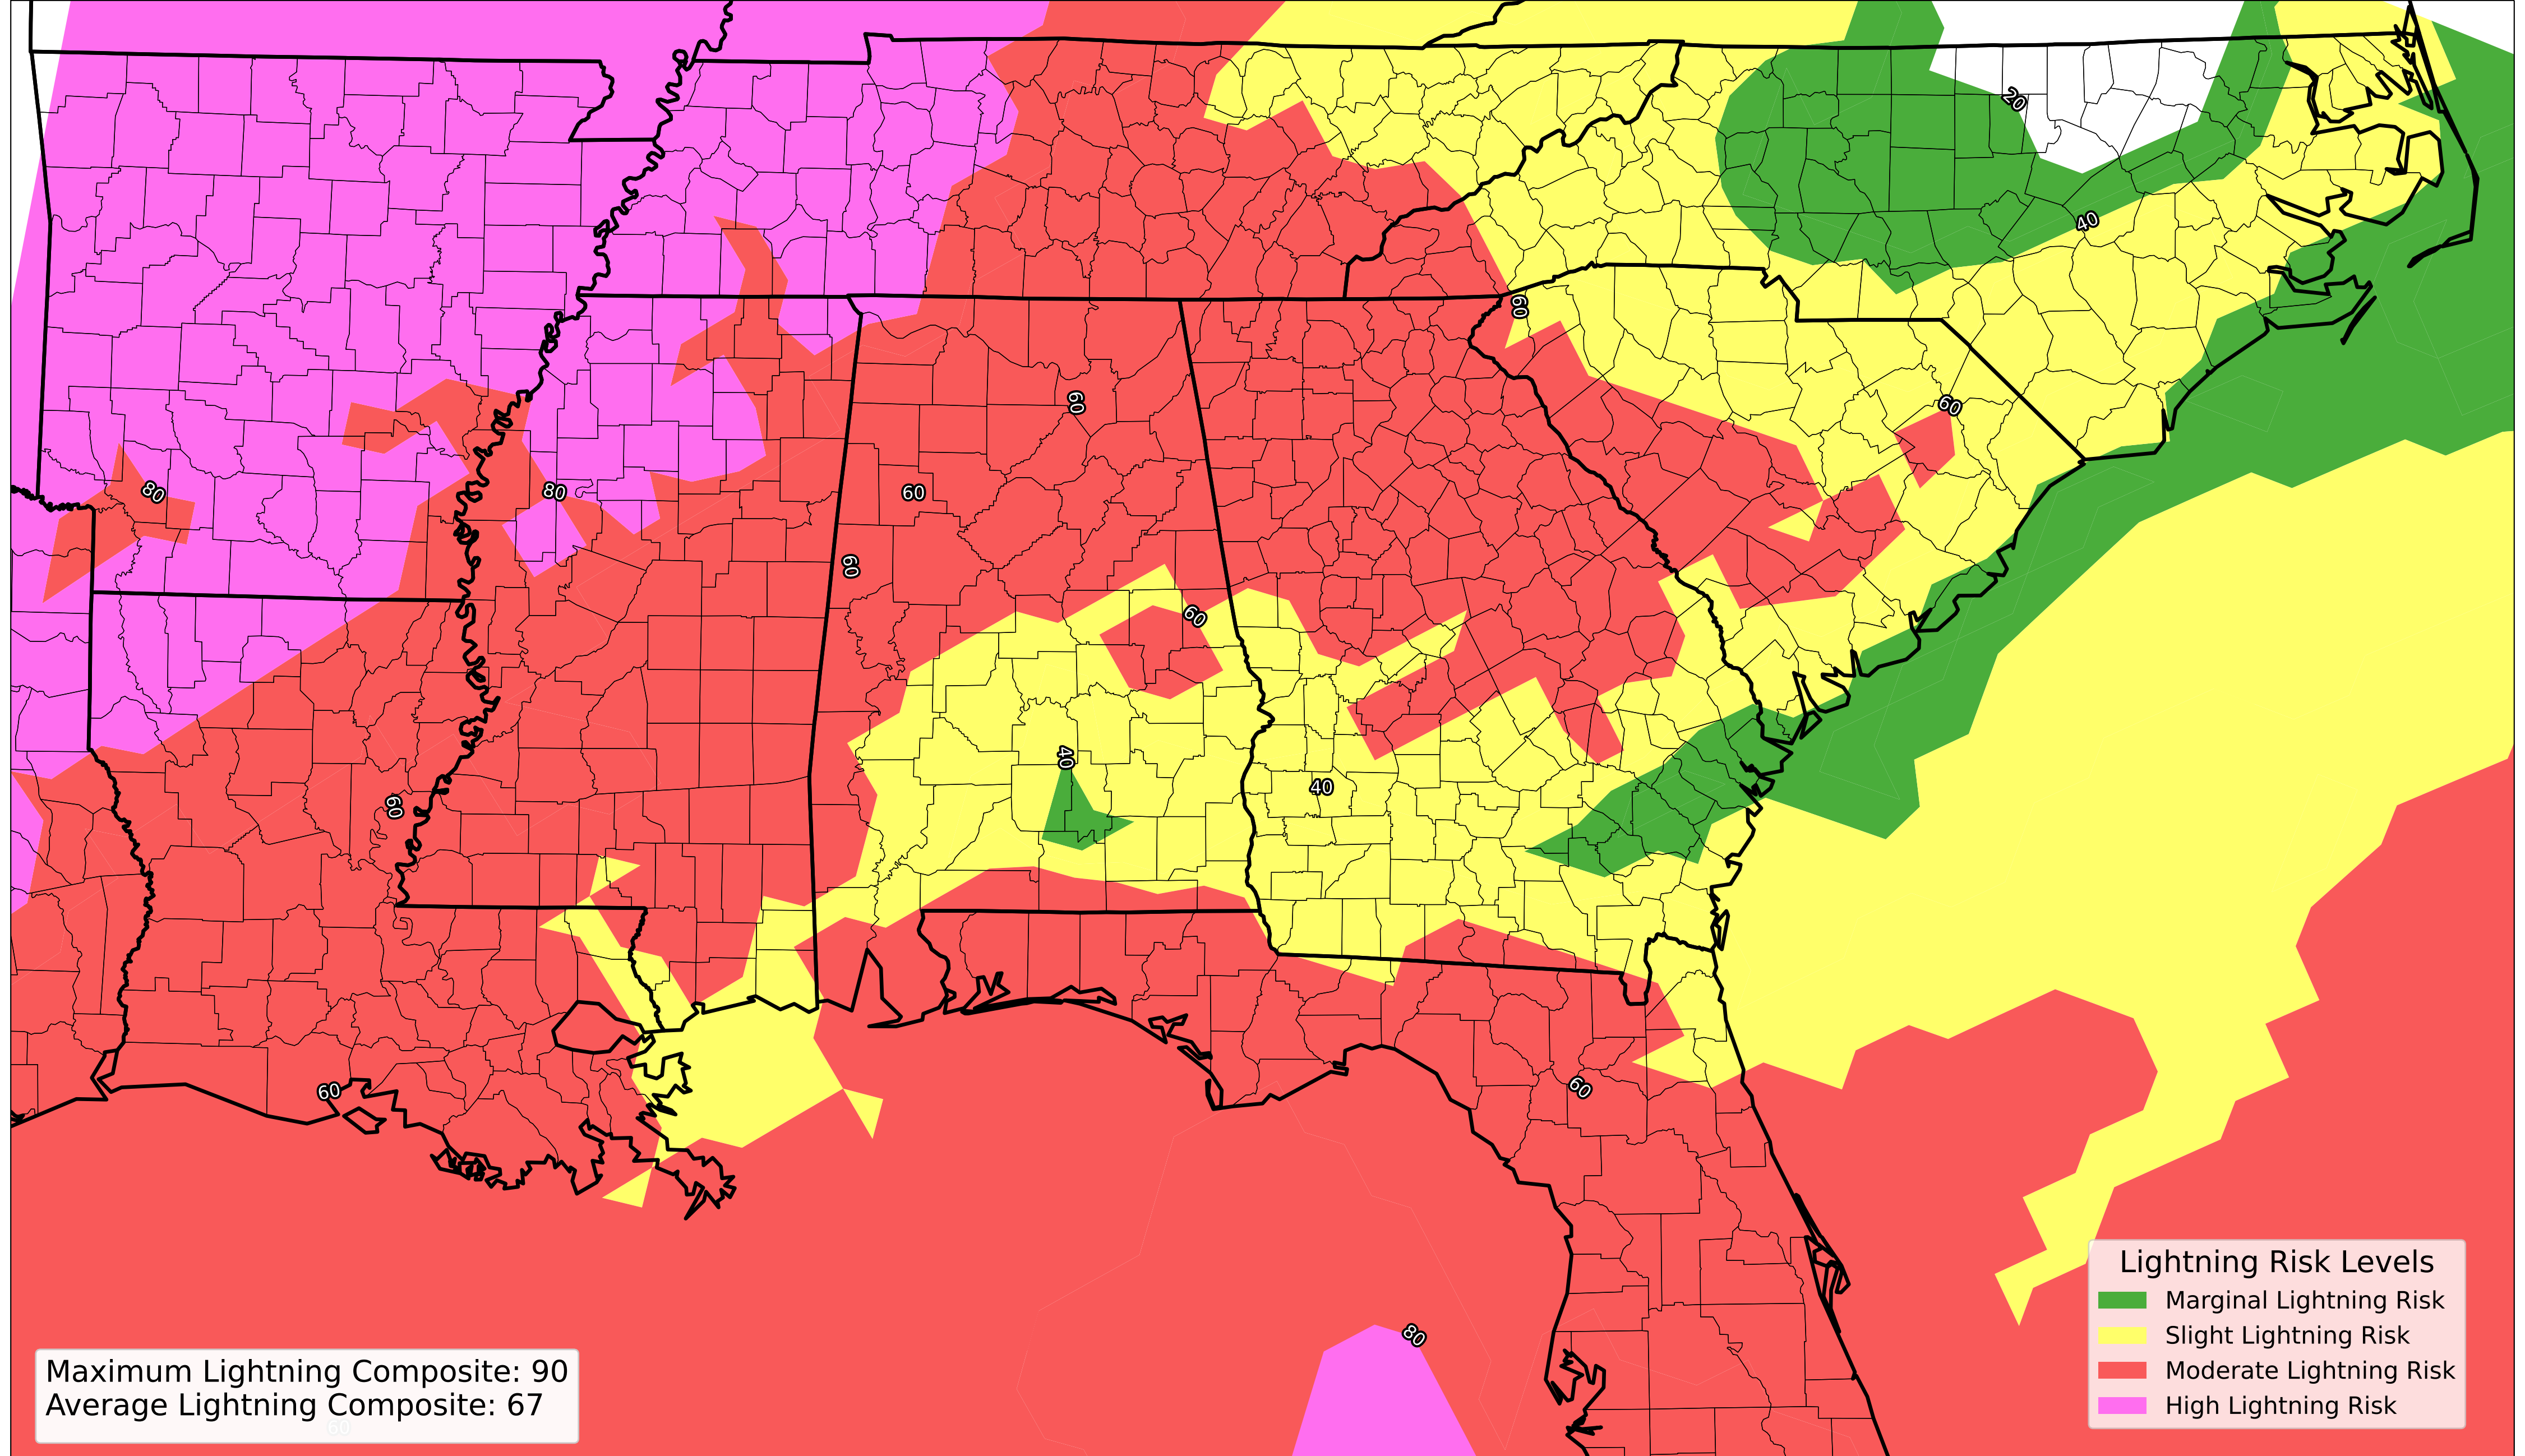 20
40
60
60
60
80
80
60
60
60
40
40
60
60
60
80
Lightning Risk Levels
Marginal Lightning Risk
Slight Lightning Risk
Moderate Lightning Risk
High Lightning Risk
Maximum Lightning Composite: 90
Average Lightning Composite: 67
60